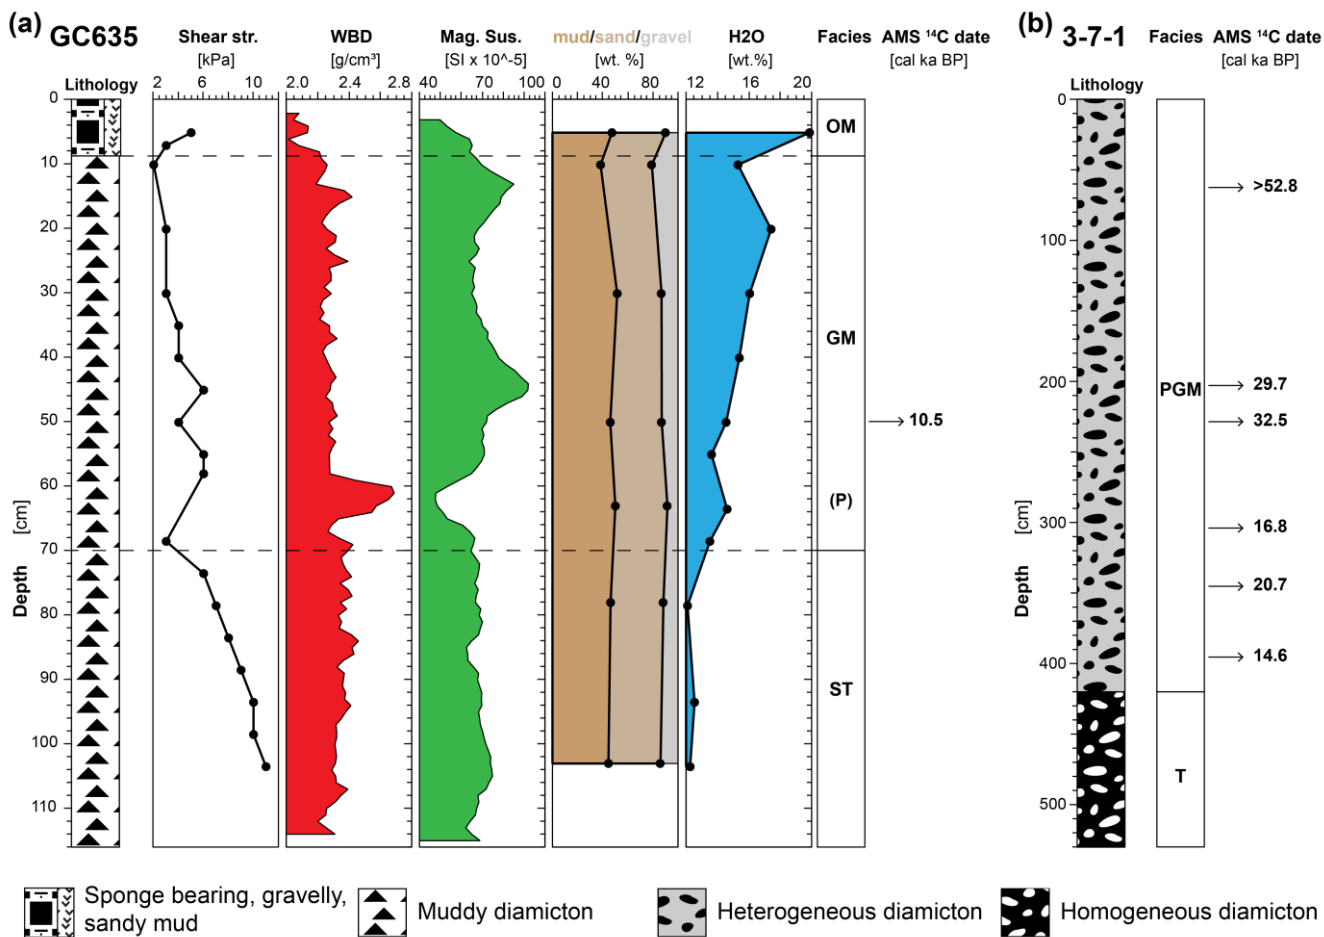 (a) GC635
Shear str.
[kPa]
2 6 10
WBD
[g/cm³]
2.0 2.4 2.8
Mag. Sus.
[SI x 10^-5]
40 70 100
mud/sand/gravel
[wt. %]
0 40 80
H2O
[wt.%]
12 16 20
Facies
AMS ¹⁴C date
[cal ka BP]
Lithology
0
10
20
30
40
50
60
70
80
90
100
110
Depth [cm]
OM
GM
(P)
ST
10.5
(b) 3-7-1
Facies
AMS ¹⁴C date
[cal ka BP]
Lithology
0
100
200
300
400
500
Depth [cm]
PGM
T
>52.8
29.7
32.5
16.8
20.7
14.6
Sponge bearing, gravelly,
sandy mud
Muddy diamicton
Heterogeneous diamicton
Homogeneous diamicton